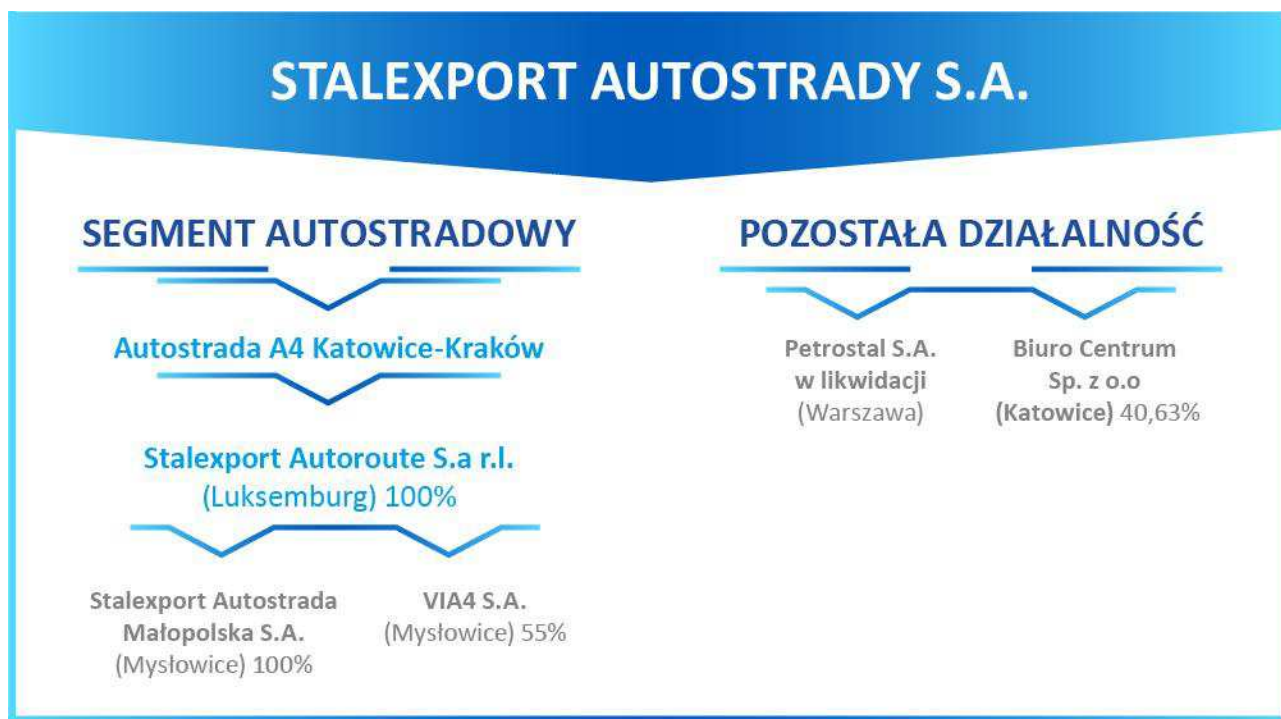 STALEXPORT AUTOSTRADY S.A.
SEGMENT AUTOSTRADOWY
Autostrada A4 Katowice-Kraków
Stalexport Autoroute S.a r.l.
(Luksemburg) 100%
Stalexport Autostrada
Małopolska S.A.
(Mysłowice) 100%
VIA4 S.A.
(Mysłowice) 55%
POZOSTAŁA DZIAŁALNOŚĆ
Petrostal S.A.
w likwidacji
(Warszawa)
Biuro Centrum
Sp. z o.o
(Katowice) 40,63%